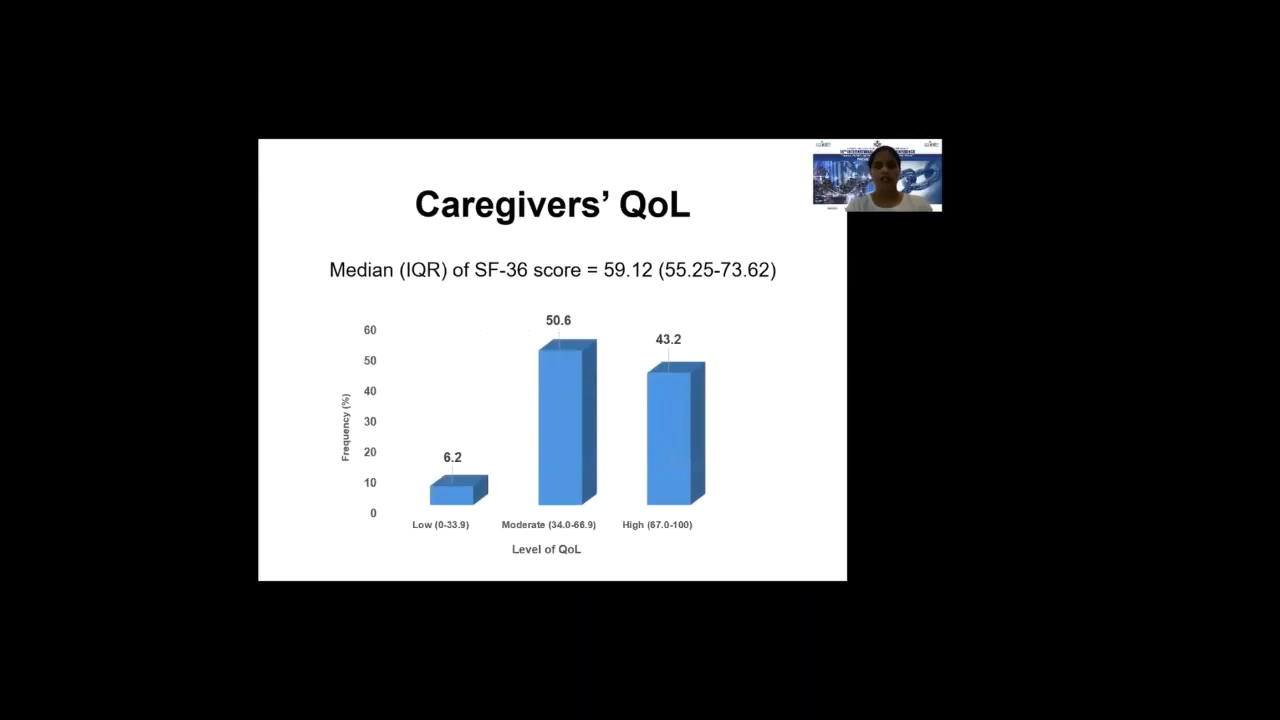 Caregivers’ QoL
Median (IQR) of SF-36 score = 59.12 (55.25-73.62)
60
50
40
30
20
10
0
Frequency (%)
6.2
50.6
43.2
Low (0-33.9)
Moderate (34.0-66.9)
High (67.0-100)
Level of QoL